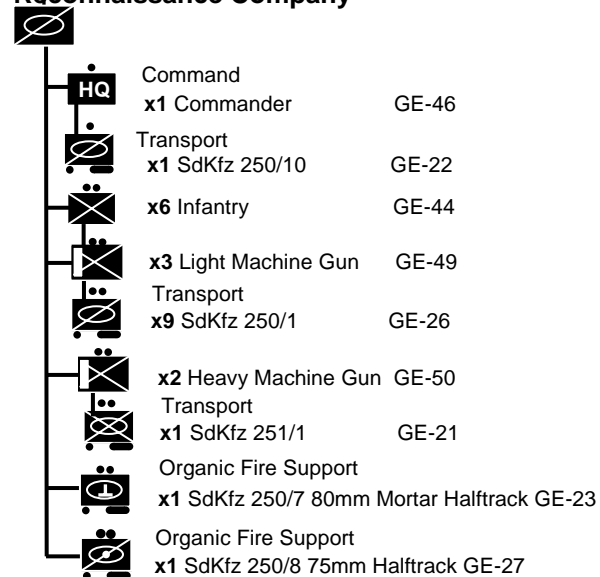 Reconnaissance Company
HQ
Command
x1 Commander GE-46
Transport
x1 SdKfz 250/10 GE-22
x6 Infantry GE-44
x3 Light Machine Gun GE-49
Transport
x9 SdKfz 250/1 GE-26
x2 Heavy Machine Gun GE-50
Transport
x1 SdKfz 251/1 GE-21
Organic Fire Support
x1 SdKfz 250/7 80mm Mortar Halftrack GE-23
Organic Fire Support
x1 SdKfz 250/8 75mm Halftrack GE-27